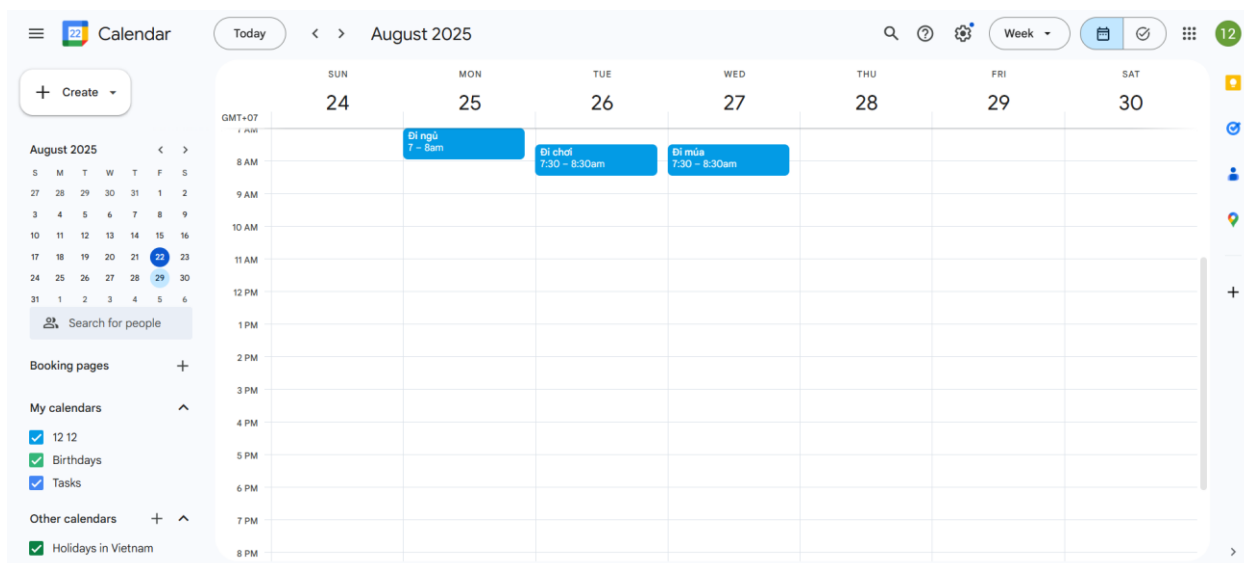 22 Calendar Today August 2025 Week 12
Create
SUN MON TUE WED THU FRI SAT
24 25 26 27 28 29 30
GMT+07
August 2025
S M T W T F S
27 28 29 30 31 1 2
3 4 5 6 7 8 9
10 11 12 13 14 15 16
17 18 19 20 21 22 23
24 25 26 27 28 29 30
31 1 2 3 4 5 6
Search for people
Booking pages
My calendars
12 12
Birthdays
Tasks
Other calendars
Holidays in Vietnam
7 AM
8 AM
9 AM
10 AM
11 AM
12 PM
1 PM
2 PM
3 PM
4 PM
5 PM
6 PM
7 PM
8 PM
Đi ngủ
7 – 8am
Đi chơi
7:30 – 8:30am
Đi múa
7:30 – 8:30am